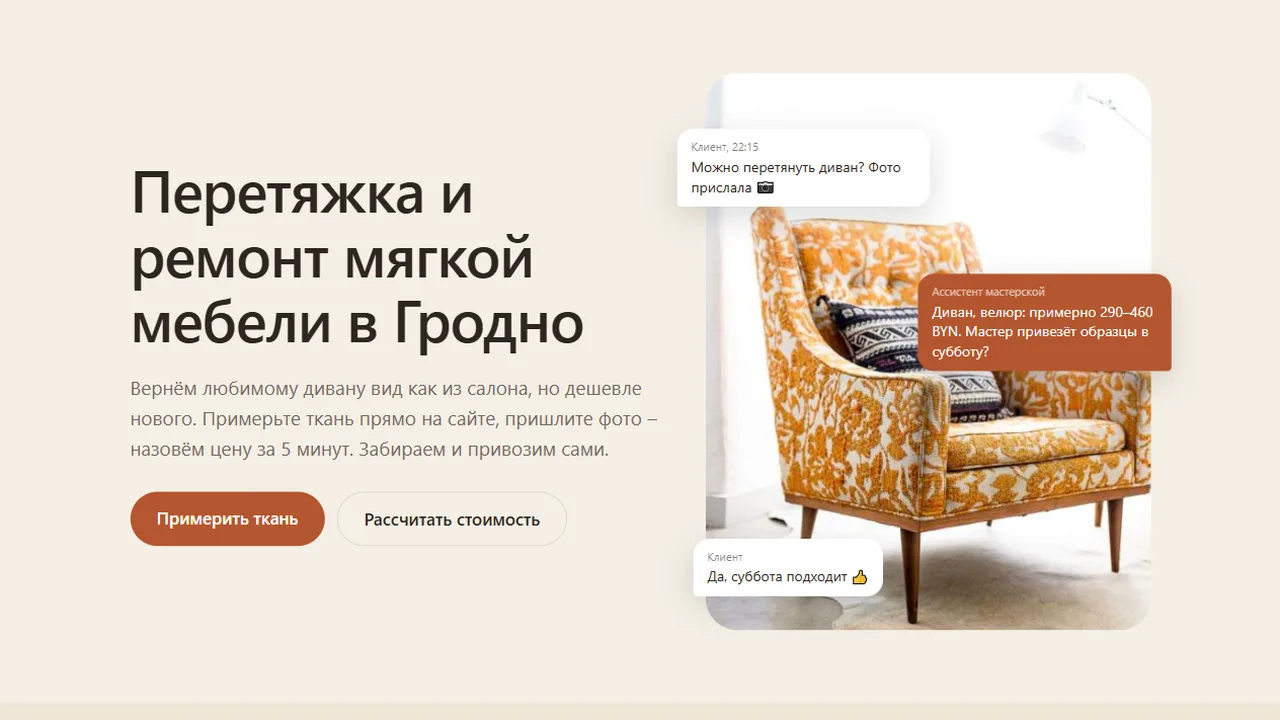 Перетяжка и
ремонт мягкой
мебели в Гродно
Вернём любимому дивану вид как из салона, но дешевле
нового. Примерьте ткань прямо на сайте, пришлите фото –
назовём цену за 5 минут. Забираем и привозим сами.
Примерить ткань
Рассчитать стоимость
Клиент, 22:15
Можно перетянуть диван? Фото
прислала 📷
Ассистент мастерской
Диван, велюр: примерно 290–460
BYN. Мастер привезёт образцы в
субботу?
Клиент
Да, суббота подходит 👍